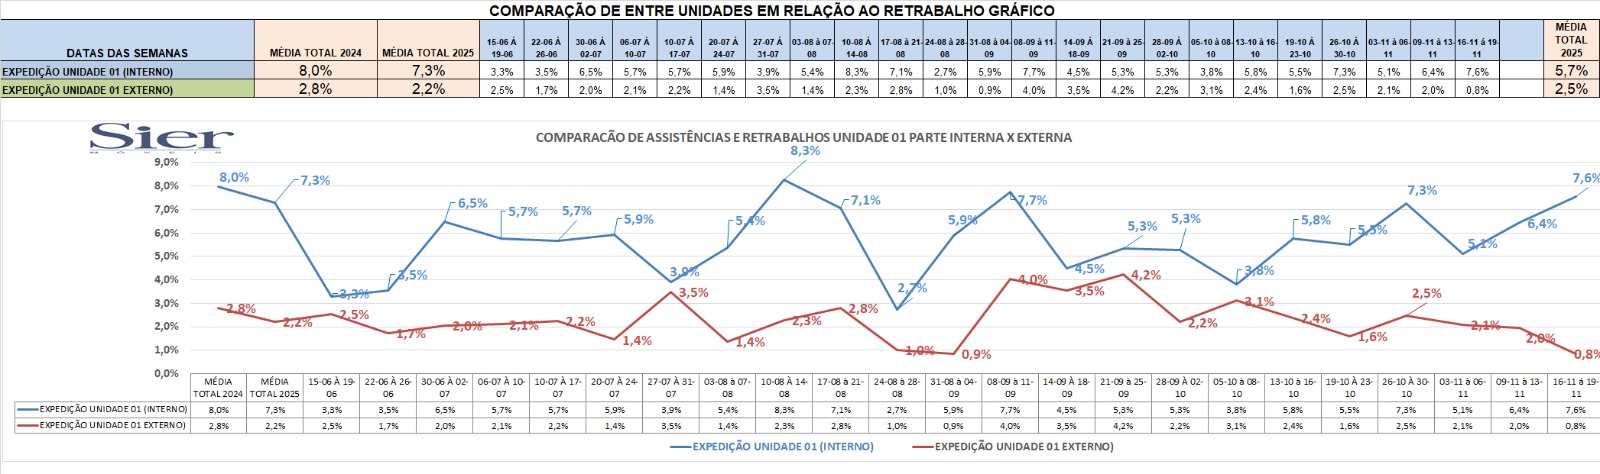 COMPARAÇÃO DE ENTRE UNIDADES EM RELAÇÃO AO RETRABALHO GRÁFICO
DATAS DAS SEMANAS MÉDIA TOTAL 2024 MÉDIA TOTAL 2025 15-06 À 19-06 22-06 À 26-06 30-06 À 02-07 06-07 À 10-07 10-07 À 17-07 20-07 À 24-07 27-07 À 31-07 03-08 à 07-08 10-08 À 14-08 17-08 À 21-08 24-08 À 28-08 31-08 À 04-09 08-09 à 11-09 14-09 À 18-09 21-09 À 25-09 28-09 À 02-10 05-10 à 08-10 13-10 à 16-10 19-10 À 23-10 26-10 À 30-10 03-11 à 06-11 09-11 à 13-11 16-11 à 19-11 MÉDIA TOTAL 2025
EXPEDIÇÃO UNIDADE 01 (INTERNO) 8,0% 7,3% 3,3% 3,5% 6,5% 5,7% 5,7% 5,9% 3,9% 5,4% 8,3% 7,1% 2,7% 5,9% 7,7% 4,5% 5,3% 5,3% 3,8% 5,8% 5,5% 7,3% 5,1% 6,4% 7,6% 5,7%
EXPEDIÇÃO UNIDADE 01 EXTERNO) 2,8% 2,2% 2,5% 1,7% 2,0% 2,1% 2,2% 1,4% 3,5% 1,4% 2,3% 2,8% 1,0% 0,9% 4,0% 3,5% 4,2% 2,2% 3,1% 2,4% 1,6% 2,5% 2,1% 2,0% 0,8% 2,5%
Sier
MÓVEIS
COMPARACÃO DE ASSISTÊNCIAS E RETRABALHOS UNIDADE 01 PARTE INTERNA X EXTERNA
9,0%
8,0%
7,0%
6,0%
5,0%
4,0%
3,0%
2,0%
1,0%
0,0%
8,0% 7,3% 3,3% 3,5% 6,5% 5,7% 5,7% 5,9% 3,9% 5,4% 8,3% 7,1% 2,7% 5,9% 7,7% 4,5% 5,3% 5,3% 3,8% 5,8% 5,5% 7,3% 5,1% 6,4% 7,6%
2,8% 2,2% 2,5% 1,7% 2,0% 2,1% 2,2% 1,4% 3,5% 1,4% 2,3% 2,8% 1,0% 0,9% 4,0% 3,5% 4,2% 2,2% 3,1% 2,4% 1,6% 2,5% 2,1% 2,0% 0,8%
MÉDIA TOTAL 2024 MÉDIA TOTAL 2025 15-06 À 19-06 22-06 À 26-06 30-06 À 02-07 06-07 À 10-07 10-07 À 17-07 20-07 À 24-07 27-07 À 31-07 03-08 à 07-08 10-08 À 14-08 17-08 À 21-08 24-08 À 28-08 31-08 À 04-09 08-09 à 11-09 14-09 À 18-09 21-09 À 25-09 28-09 À 02-10 05-10 à 08-10 13-10 à 16-10 19-10 À 23-10 26-10 À 30-10 03-11 à 06-11 09-11 à 13-11 16-11 à 19-11
EXPEDIÇÃO UNIDADE 01 (INTERNO) 8,0% 7,3% 3,3% 3,5% 6,5% 5,7% 5,7% 5,9% 3,9% 5,4% 8,3% 7,1% 2,7% 5,9% 7,7% 4,5% 5,3% 5,3% 3,8% 5,8% 5,5% 7,3% 5,1% 6,4% 7,6%
EXPEDIÇÃO UNIDADE 01 EXTERNO) 2,8% 2,2% 2,5% 1,7% 2,0% 2,1% 2,2% 1,4% 3,5% 1,4% 2,3% 2,8% 1,0% 0,9% 4,0% 3,5% 4,2% 2,2% 3,1% 2,4% 1,6% 2,5% 2,1% 2,0% 0,8%
EXPEDIÇÃO UNIDADE 01 (INTERNO) EXPEDIÇÃO UNIDADE 01 EXTERNO)